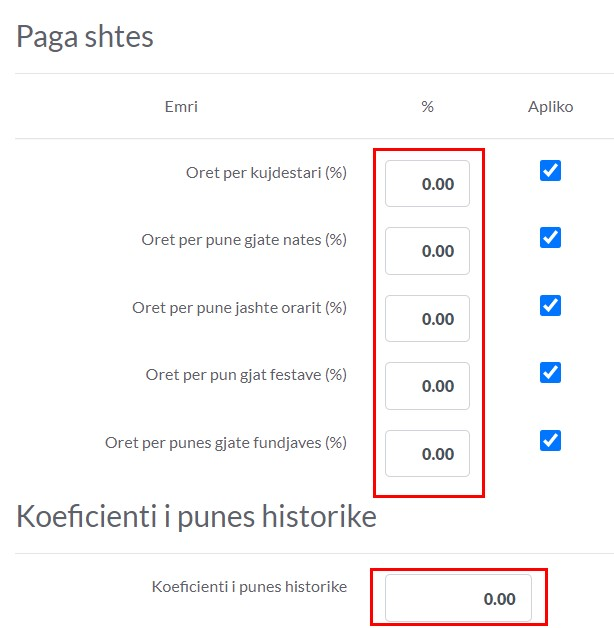 Paga shtes
Emri % Apliko
Oret per kujdestari (%) 0.00
Oret per pune gjate nates (%) 0.00
Oret per pune jashte orarit (%) 0.00
Oret per pun gjat festave (%) 0.00
Oret per punes gjate fundjaves (%) 0.00
Koeficienti i punes historike
Koeficienti i punes historike 0.00